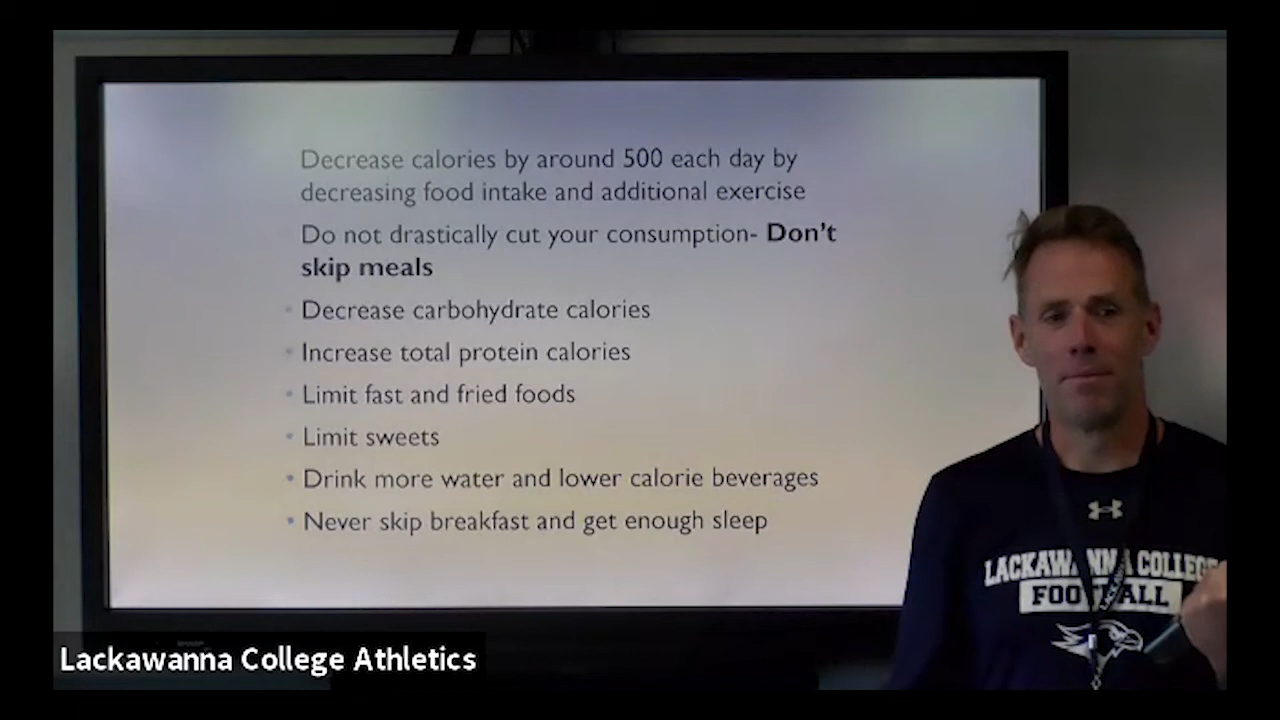 Decrease calories by around 500 each day by
decreasing food intake and additional exercise
Do not drastically cut your consumption- Don't
skip meals
Decrease carbohydrate calories
Increase total protein calories
Limit fast and fried foods
Limit sweets
Drink more water and lower calorie beverages
Never skip breakfast and get enough sleep
LACKAWANNA COLLEGE
FOOTBALL
Lackawanna College Athletics